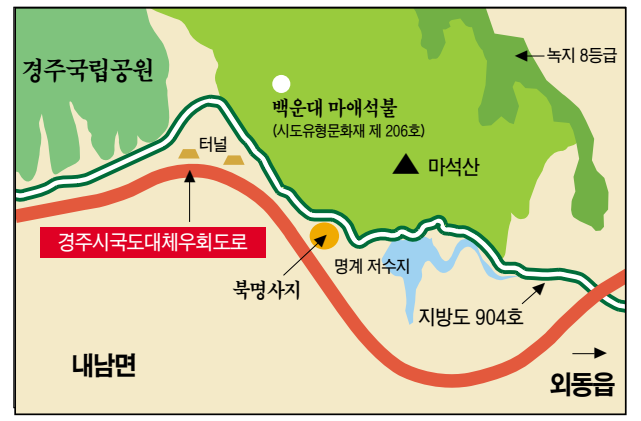 녹지 8등급
경주국립공원
백운대 마애석불
(시도유형문화재 제 206호)
터널
마석산
경주시국도대체우회도로
명계 저수지
북명사지
지방도 904호
내남면
외동읍